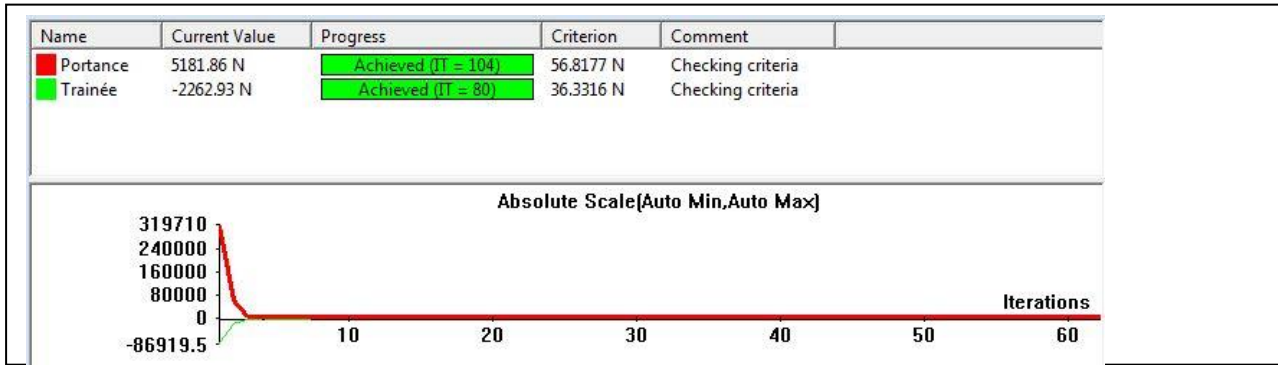 Name Current Value Progress Criterion Comment
Portance 5181.86 N Achieved (IT = 104) 56.8177 N Checking criteria
Trainée -2262.93 N Achieved (IT = 80) 36.3316 N Checking criteria
Absolute Scale(Auto Min,Auto Max)
319710
240000
160000
80000
Iterations
0
10 20 30 40 50 60
-86919.5